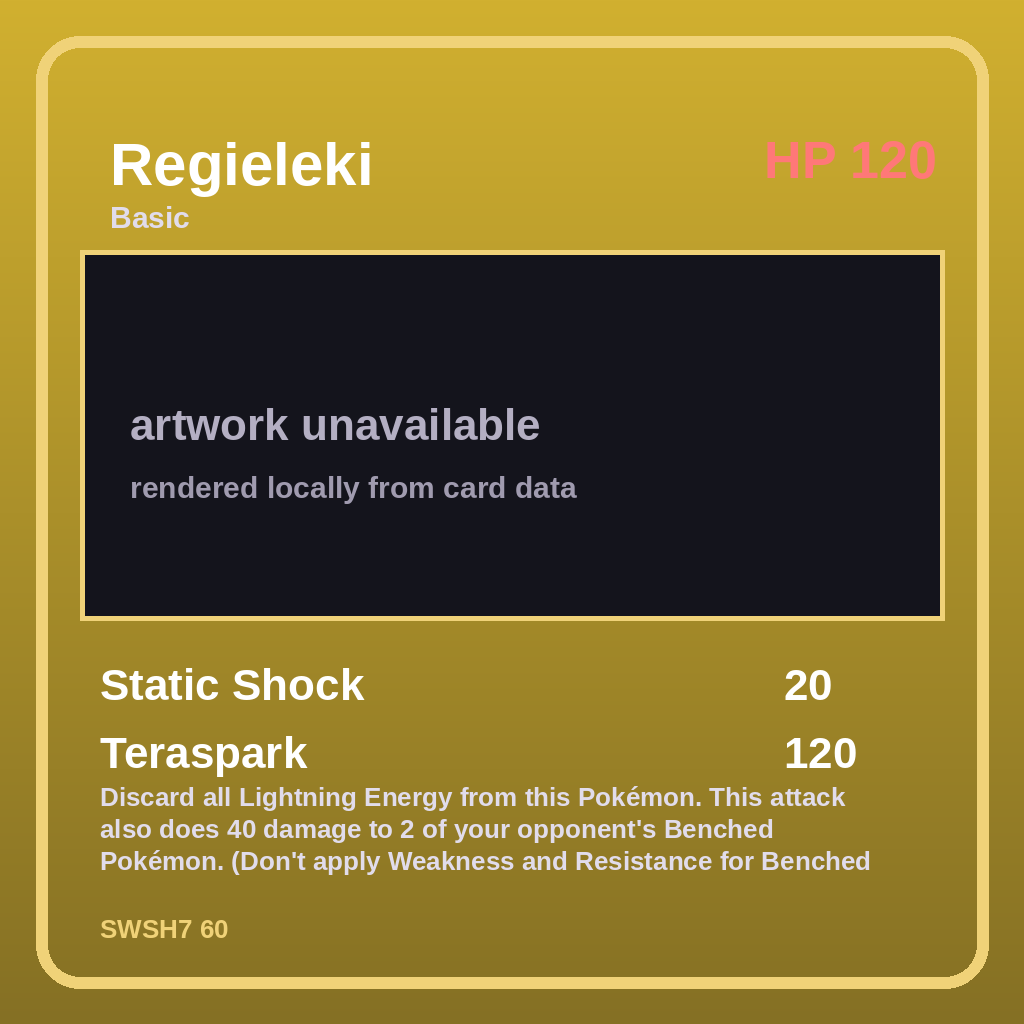 Regieleki
HP 120
Basic
artwork unavailable
rendered locally from card data
Static Shock 20
Teraspark 120
Discard all Lightning Energy from this Pokémon. This attack
also does 40 damage to 2 of your opponent's Benched
Pokémon. (Don't apply Weakness and Resistance for Benched
SWSH7 60